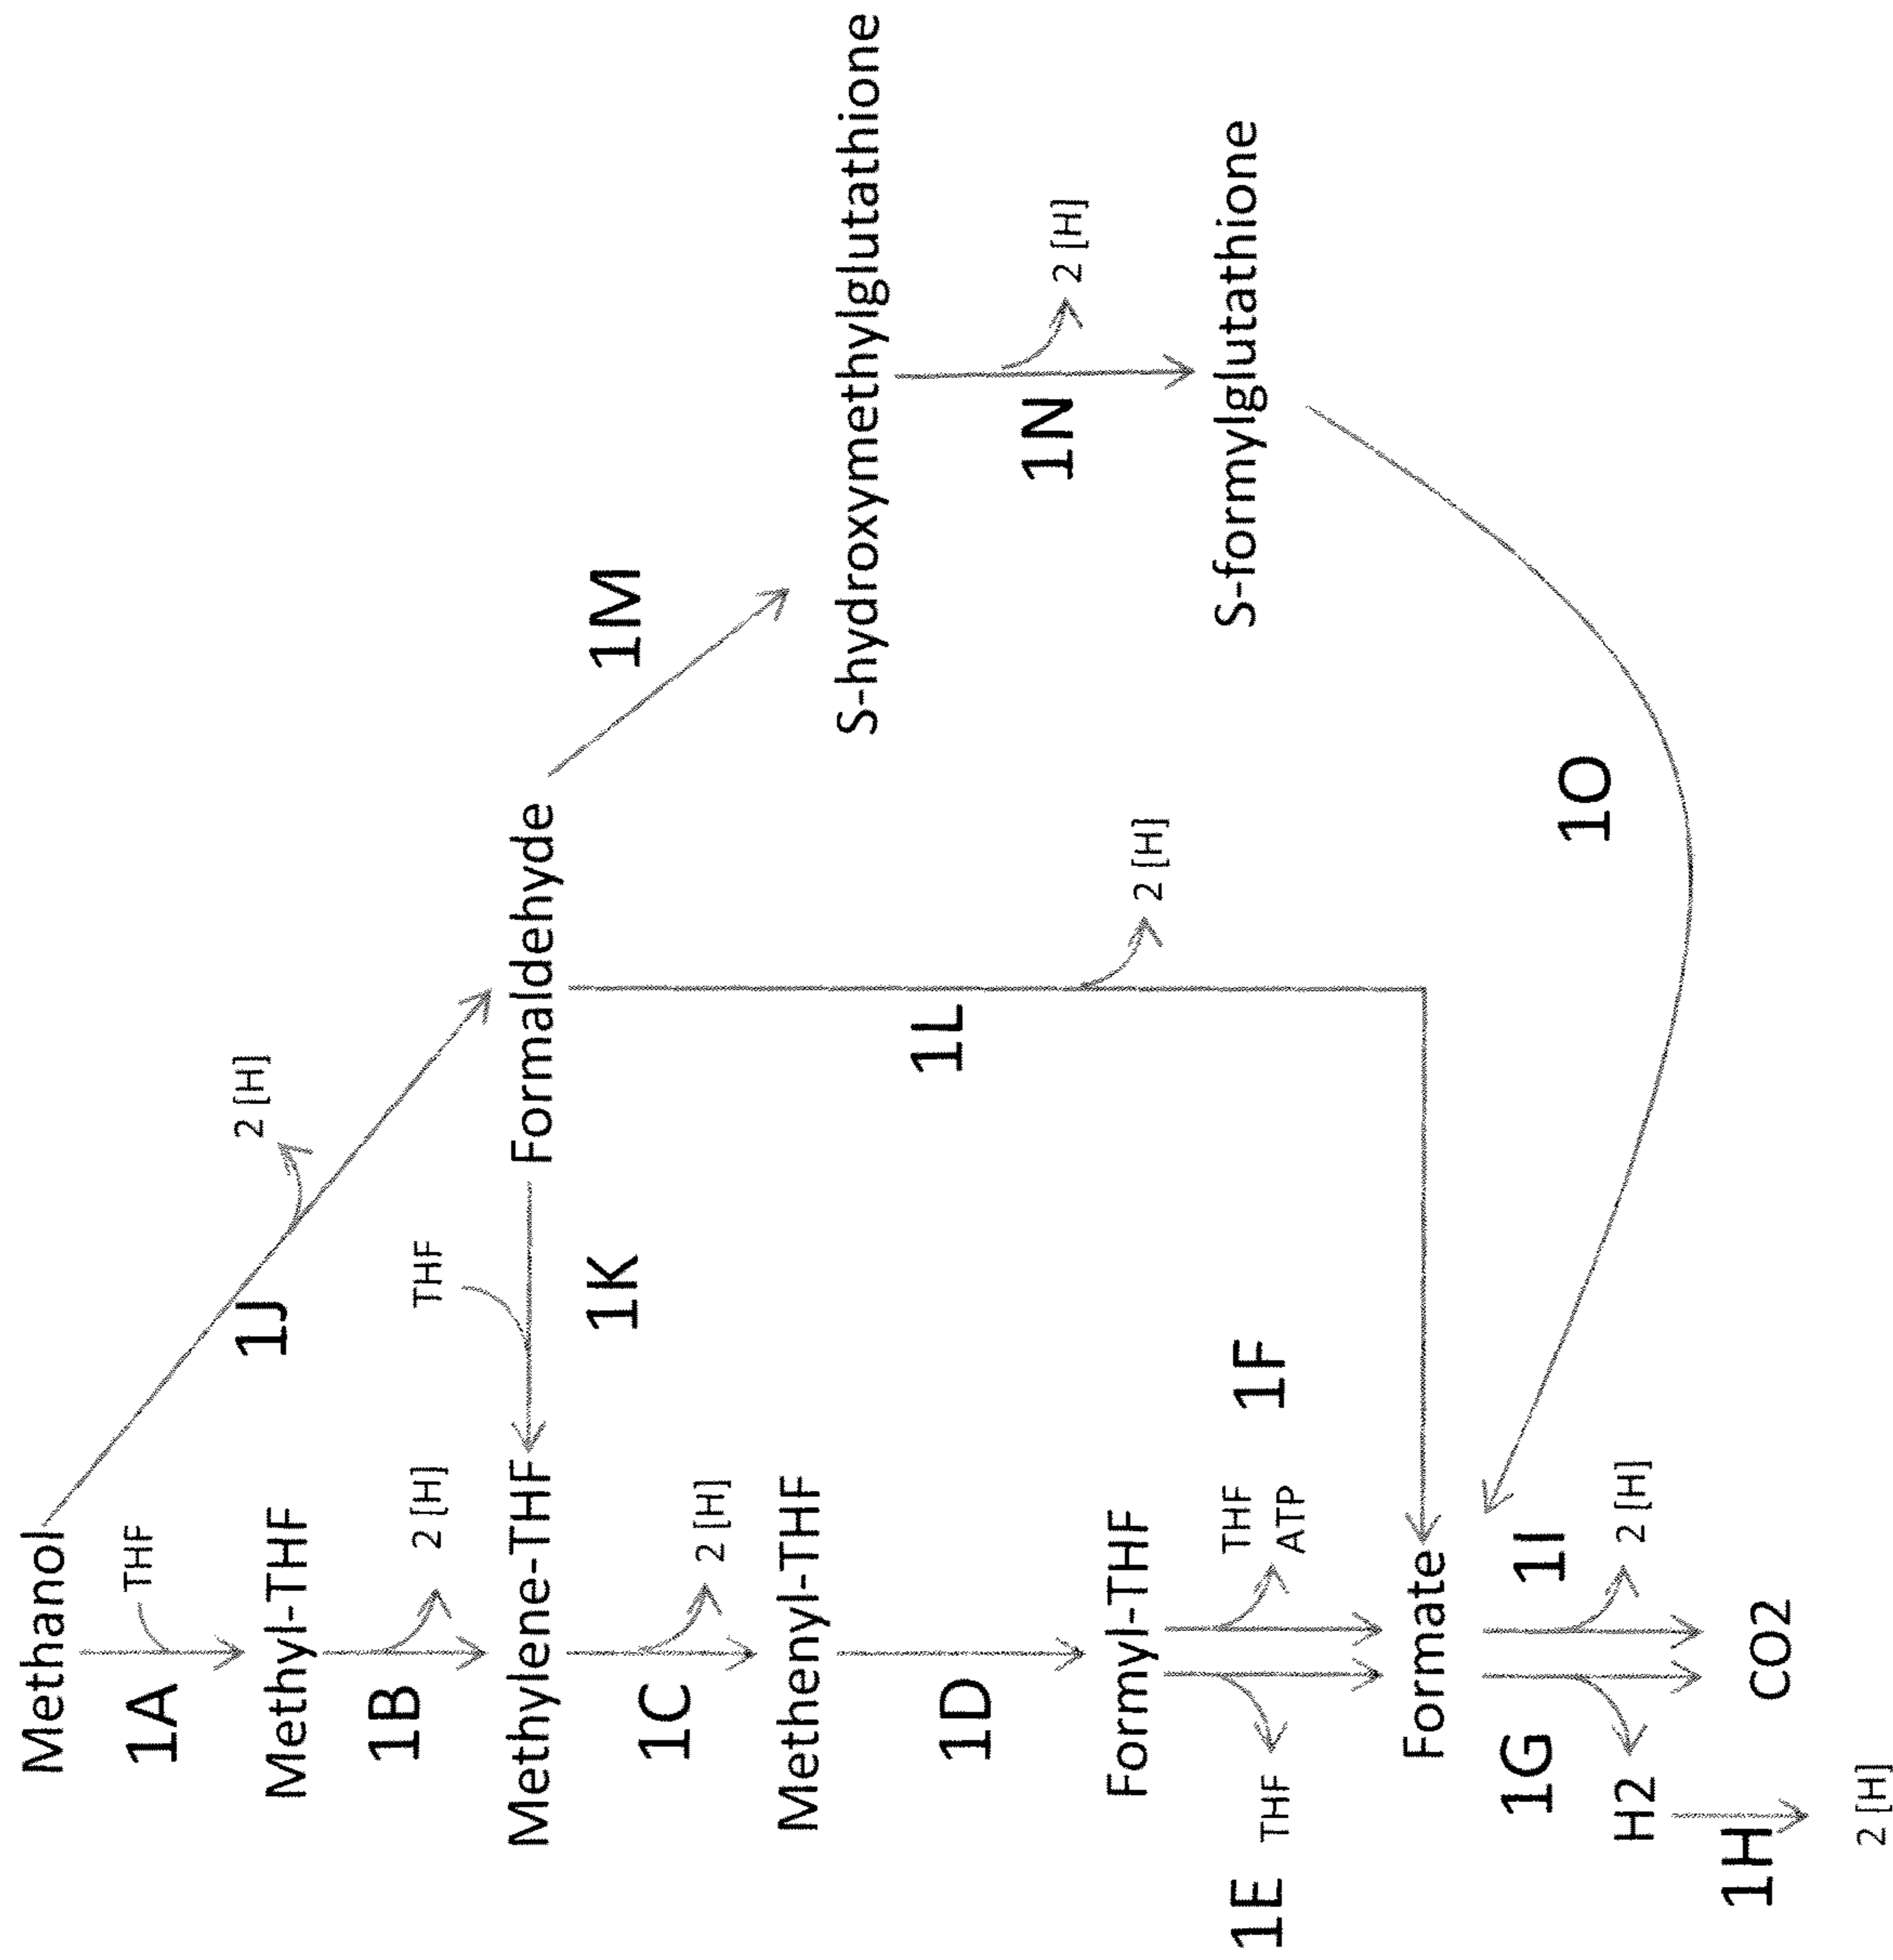 Methanol
1A
THF
Methyl-THF
1B
2 [H]
Methylene-THF
1C
2 [H]
Methenyl-THF
1D
Formyl-THF
1E
THF
THF
ATP
1F
Formate
1G
1I
H2
2 [H]
1H
CO2
2 [H]
1J
2 [H]
THF
1K
Formaldehyde
1L
2 [H]
1M
S-hydroxymethylglutathione
1N
2 [H]
S-formylglutathione
1O